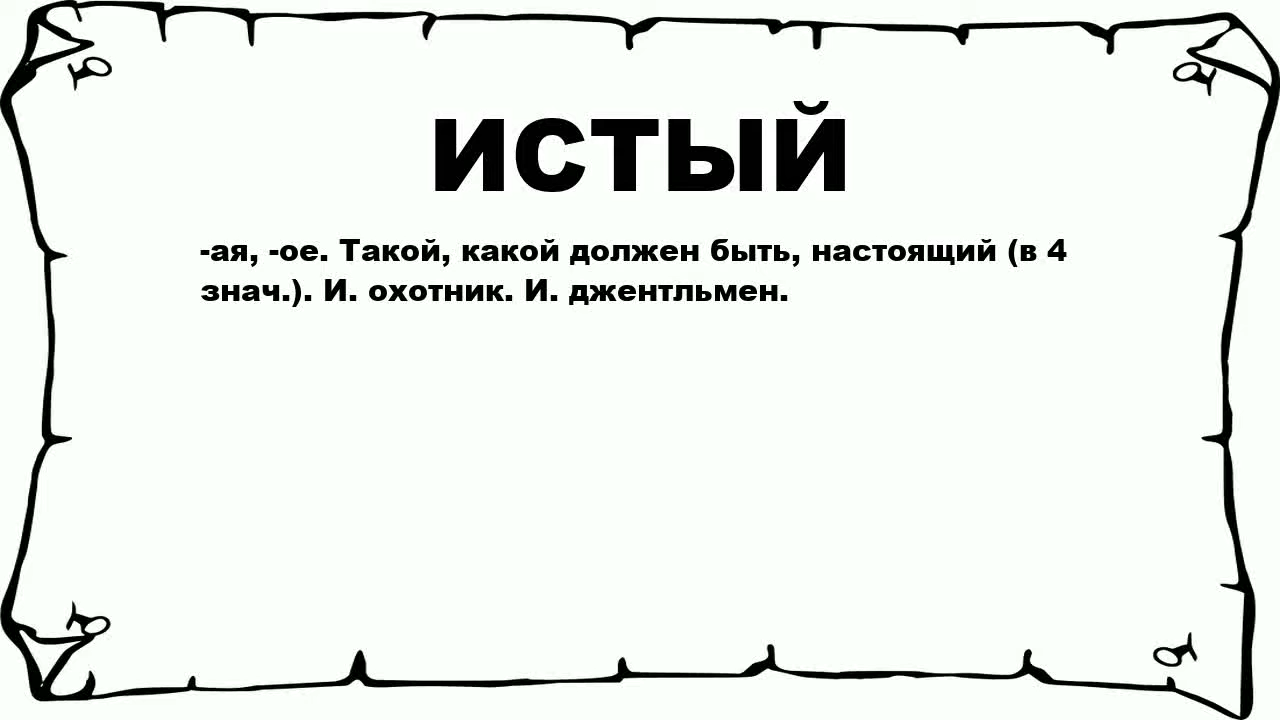 ИСТЫЙ
-ая, -ое. Такой, какой должен быть, настоящий (в 4
знач.). И. охотник. И. джентльмен.